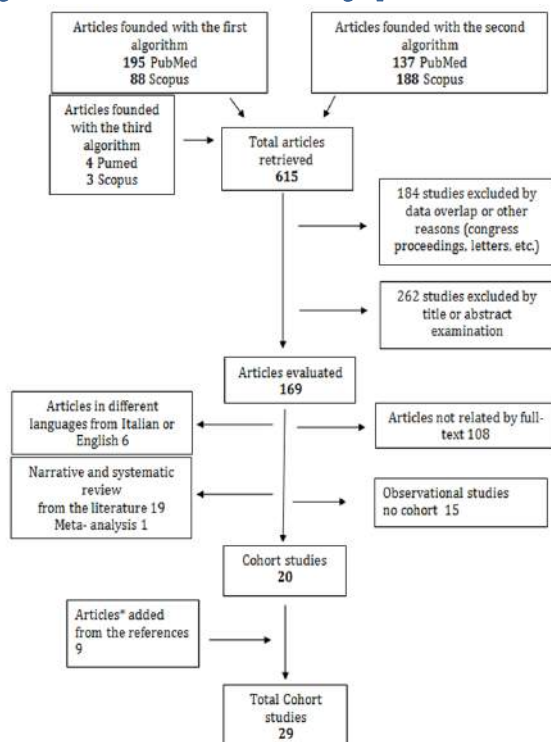 Articles founded with the first
algorithm
195 PubMed
88 Scopus
Articles founded with the second
algorithm
137 PubMed
188 Scopus
Articles founded
with the third
algorithm
4 Pumed
3 Scopus
Total articles
retrieved
615
184 studies excluded by
data overlap or other
reasons (congress
proceedings, letters, etc.)
262 studies excluded by
title or abstract
examination
Articles evaluated
169
Articles in different
languages from Italian or
English 6
Articles not related by full-
text 108
Narrative and systematic
review
from the literature 19
Meta- analysis 1
Observational studies
no cohort 15
Cohort studies
20
Articles* added
from the references
9
Total Cohort
studies
29